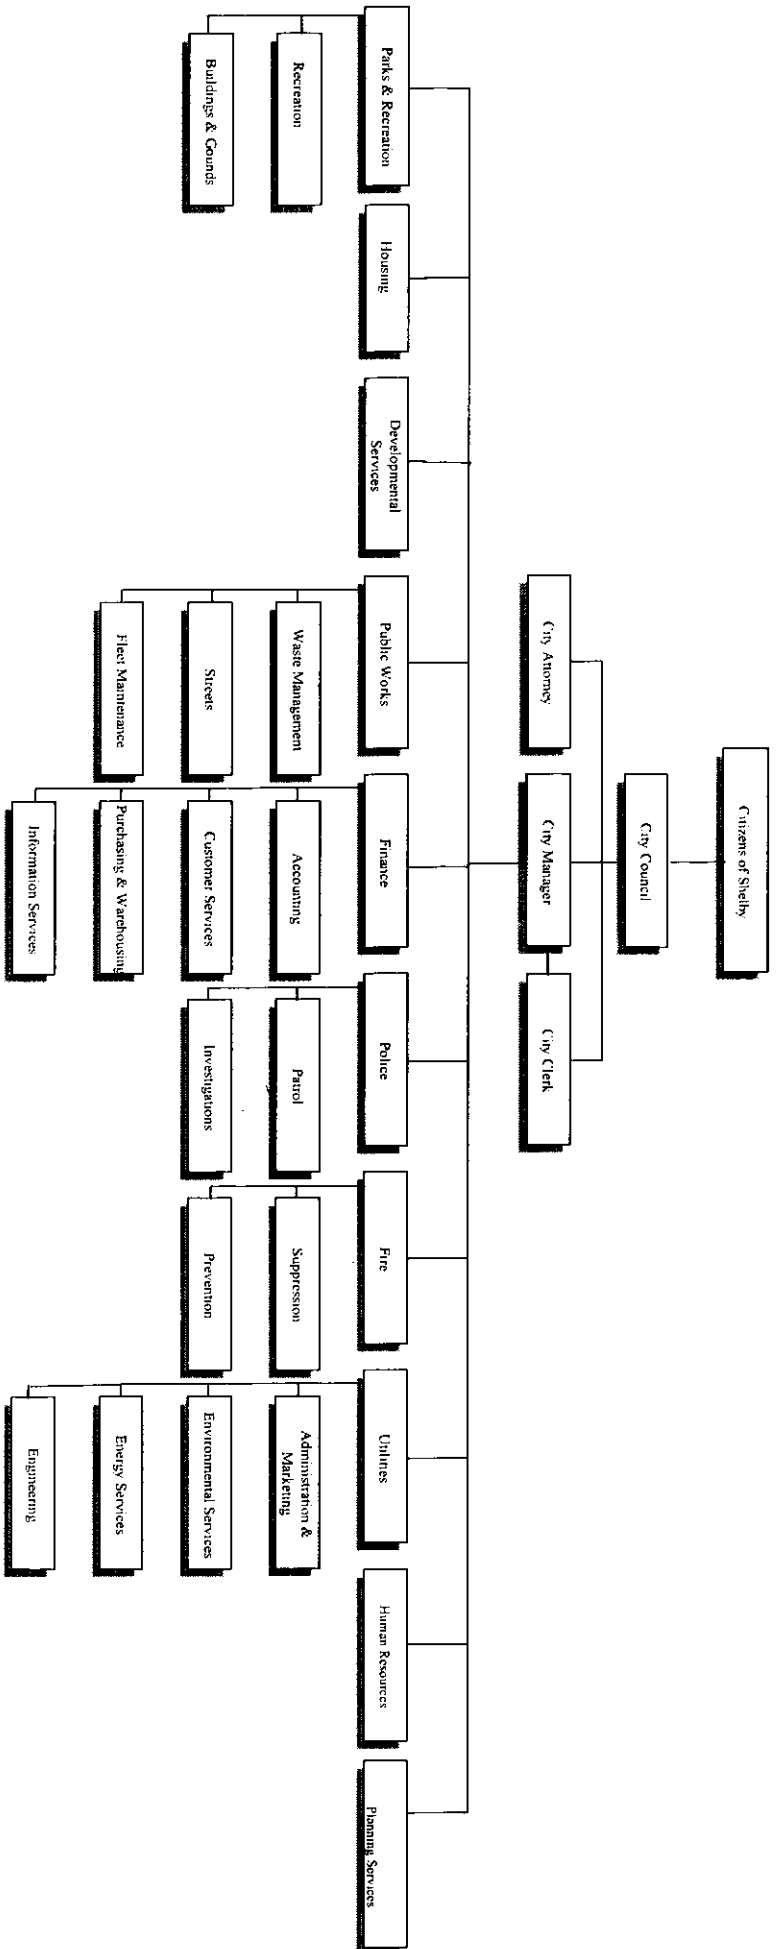 Citizens of Shelby
City Council
City Attorney
City Manager
City Clerk
Parks & Recreation
Housing
Developmental
Services
Public Works
Finance
Police
Fire
Utilities
Human Resources
Planning Services
Recreation
Buildings & Gounds
Waste Management
Streets
Fleet Maintenance
Accounting
Customer Services
Purchasing & Warehousing
Information Services
Patrol
Investigations
Suppression
Prevention
Administration &
Marketing
Environmental Services
Energy Services
Engineering